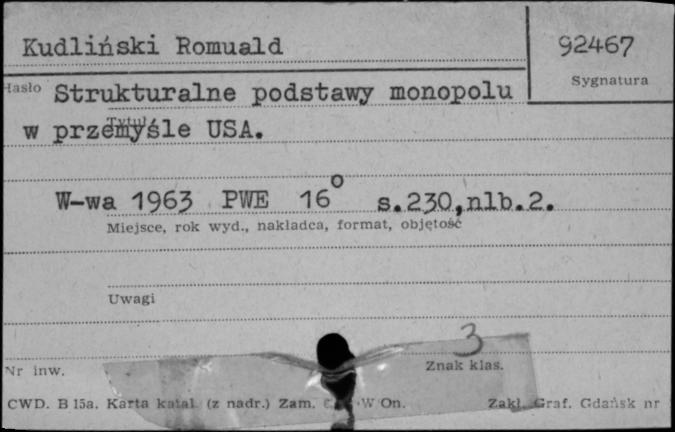 Kudliński Romuald
92467
Hasło
Sygnatura
Strukturalne podstawy monopolu
Tytuł
w przemyśle USA.
W-wa 1963 PWE 16° s.230,nlb.2.
Miejsce, rok wyd., nakładca, format, objętość
Uwagi
3
Nr inw.
Znak klas.
CWD. B 15a. Karta katal. (z nadr.) Zam. W On.
Zakł. Graf. Gdańsk nr